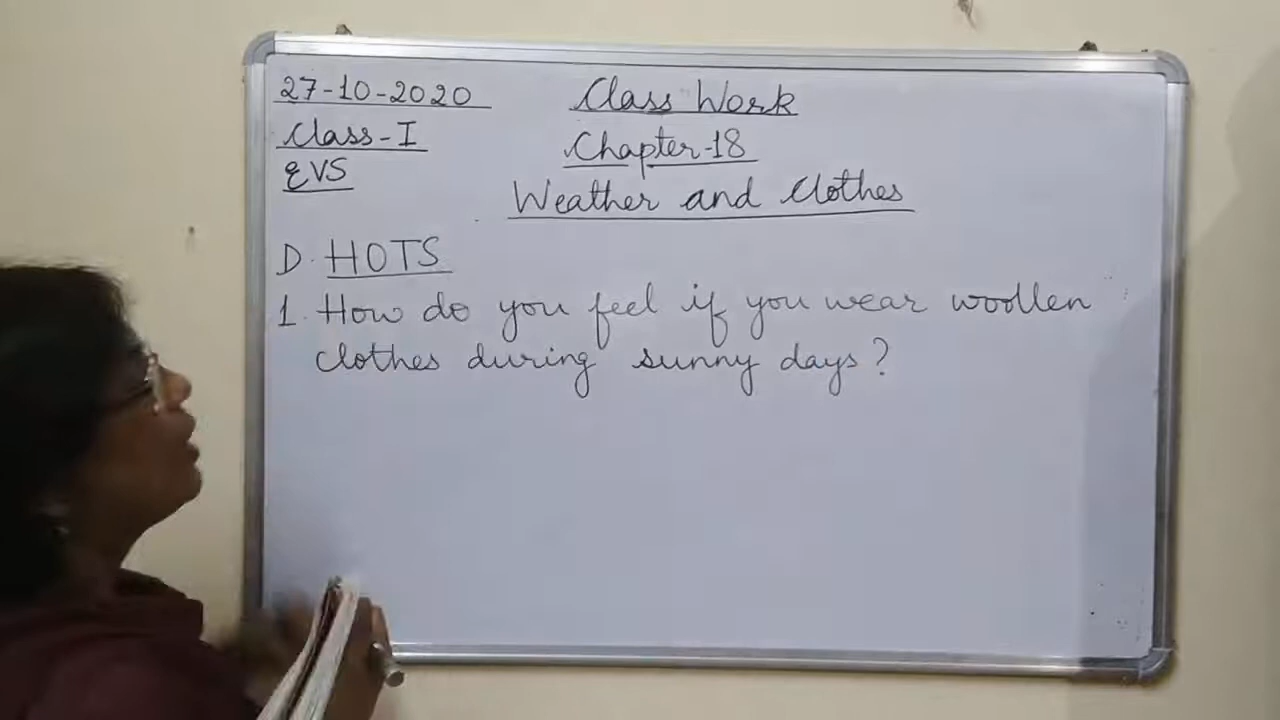 27-10-2020
Class Work
Class-I
Chapter-18
EVS
Weather and Clothes
D. HOTS
1. How do you feel if you wear woollen
clothes during sunny days?